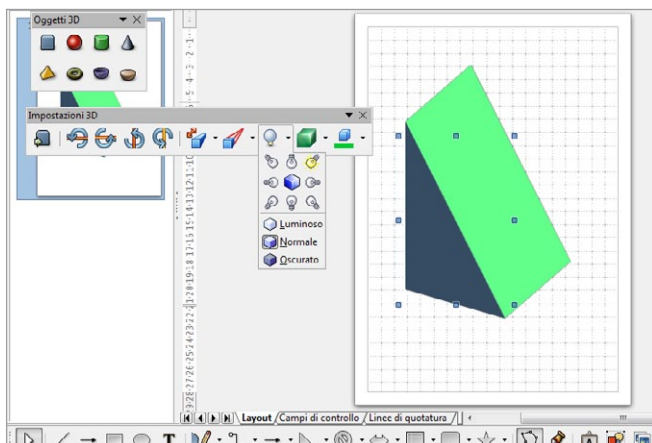 Oggetti 3D
Impostazioni 3D
Luminoso
Normale
Oscurato
Layout
Campi di controllo
Linee di quotatura